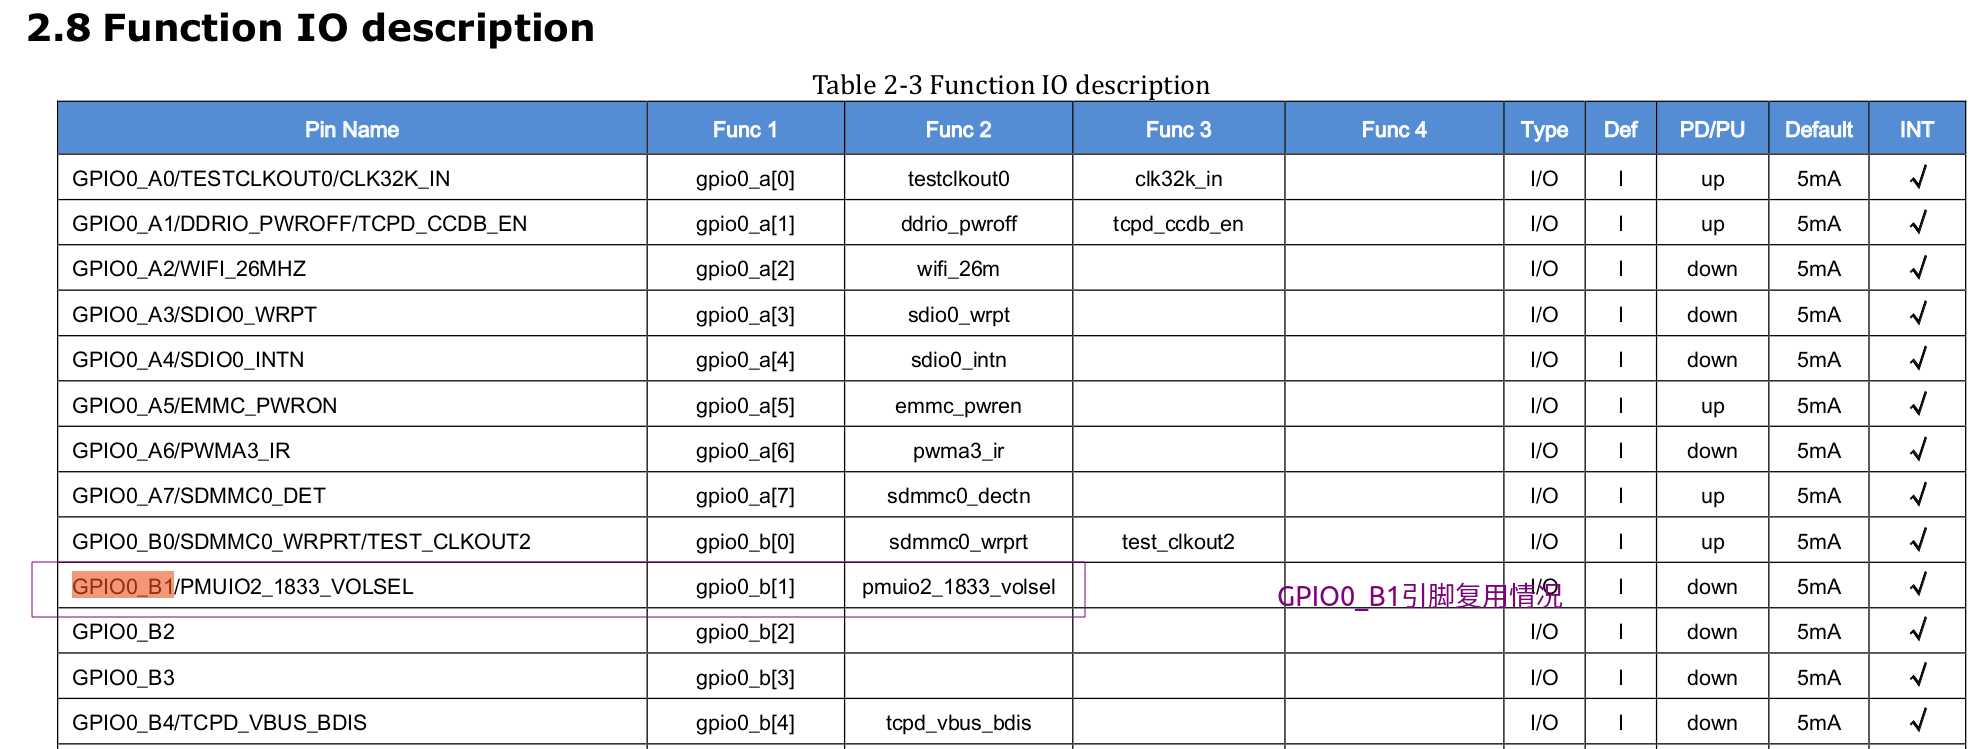 2.8 Function IO description
Table 2-3 Function IO description
Pin Name Func 1 Func 2 Func 3 Func 4 Type Def PD/PU Default INT
GPIO0_A0/TESTCLKOUT0/CLK32K_IN gpio0_a[0] testclkout0 clk32k_in I/O I up 5mA √
GPIO0_A1/DDRIO_PWROFF/TCPD_CCDB_EN gpio0_a[1] ddrio_pwroff tcpd_ccdb_en I/O I up 5mA √
GPIO0_A2/WIFI_26MHZ gpio0_a[2] wifi_26m I/O I down 5mA √
GPIO0_A3/SDIO0_WRPT gpio0_a[3] sdio0_wrpt I/O I down 5mA √
GPIO0_A4/SDIO0_INTN gpio0_a[4] sdio0_intn I/O I down 5mA √
GPIO0_A5/EMMC_PWRON gpio0_a[5] emmc_pwren I/O I up 5mA √
GPIO0_A6/PWMA3_IR gpio0_a[6] pwma3_ir I/O I down 5mA √
GPIO0_A7/SDMMC0_DET gpio0_a[7] sdmmc0_dectn I/O I up 5mA √
GPIO0_B0/SDMMC0_WRPRT/TEST_CLKOUT2 gpio0_b[0] sdmmc0_wrprt test_clkout2 I/O I up 5mA √
GPIO0_B1/PMUIO2_1833_VOLSEL gpio0_b[1] pmuio2_1833_volsel I/O I down 5mA √
GPIO0_B1引脚复用情况
GPIO0_B2 gpio0_b[2] I/O I down 5mA √
GPIO0_B3 gpio0_b[3] I/O I down 5mA √
GPIO0_B4/TCPD_VBUS_BDIS gpio0_b[4] tcpd_vbus_bdis I/O I down 5mA √